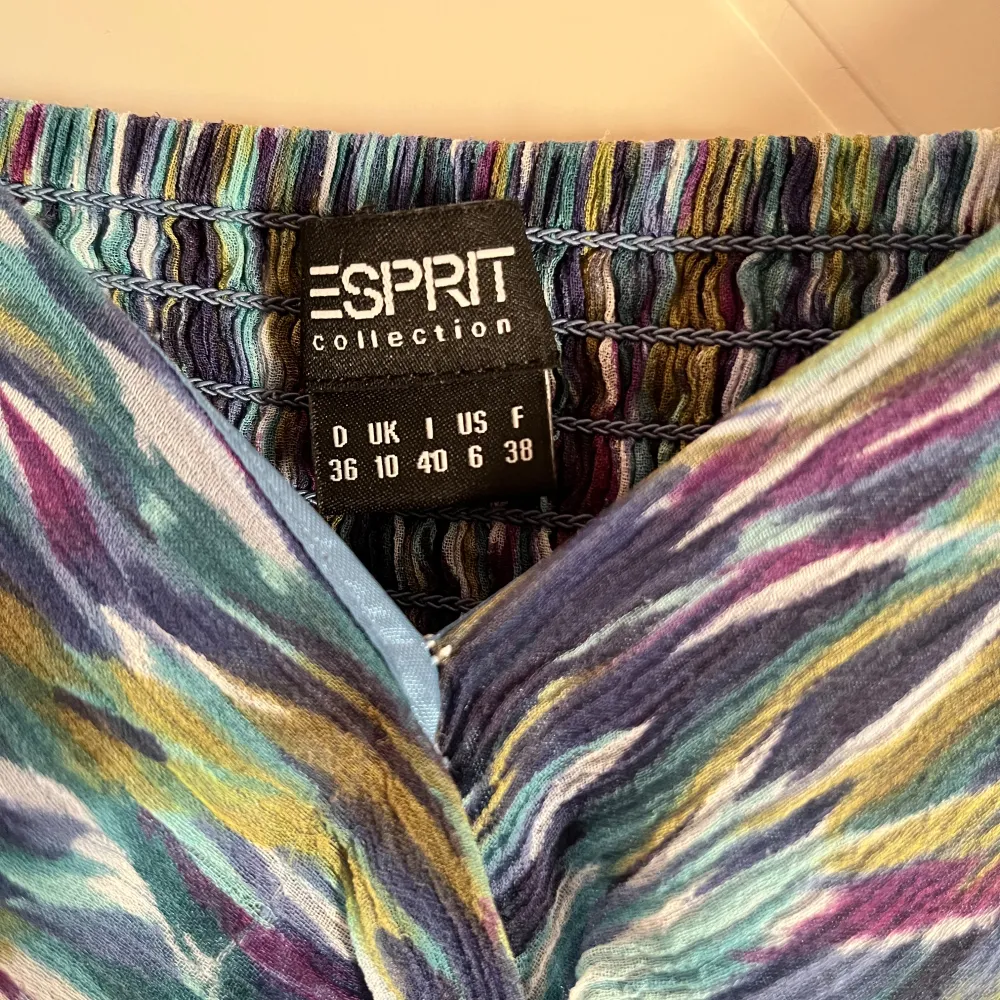 ESPRIT
collection
D UK I US F
36 10 40 6 38